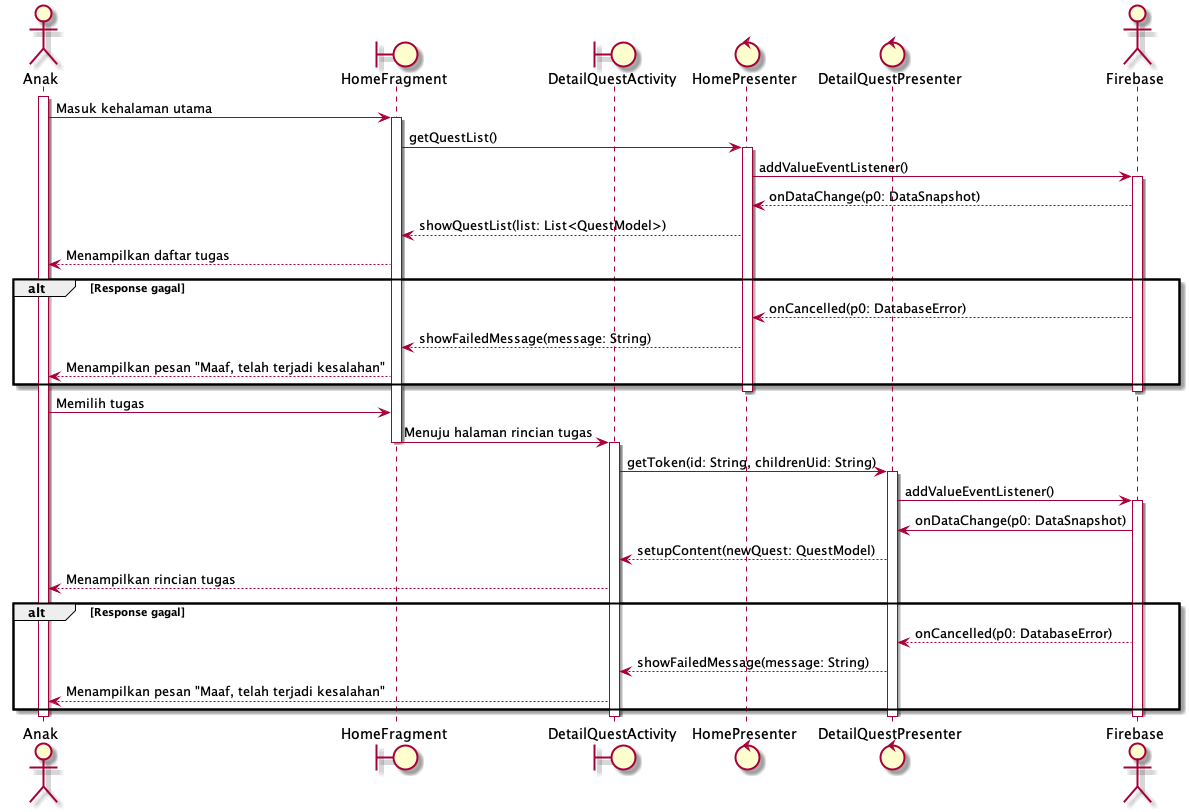 Anak
HomeFragment
DetailQuestActivity
HomePresenter
DetailQuestPresenter
Firebase
Masuk kehalaman utama
getQuestList()
addValueEventListener()
onDataChange(p0: DataSnapshot)
showQuestList(list: List<QuestModel>)
Menampilkan daftar tugas
alt
[Response gagal]
onCancelled(p0: DatabaseError)
showFailedMessage(message: String)
Menampilkan pesan "Maaf, telah terjadi kesalahan"
Memilih tugas
Menuju halaman rincian tugas
getToken(id: String, childrenUid: String)
addValueEventListener()
onDataChange(p0: DataSnapshot)
setupContent(newQuest: QuestModel)
Menampilkan rincian tugas
alt
[Response gagal]
onCancelled(p0: DatabaseError)
showFailedMessage(message: String)
Menampilkan pesan "Maaf, telah terjadi kesalahan"
Anak
HomeFragment
DetailQuestActivity
HomePresenter
DetailQuestPresenter
Firebase